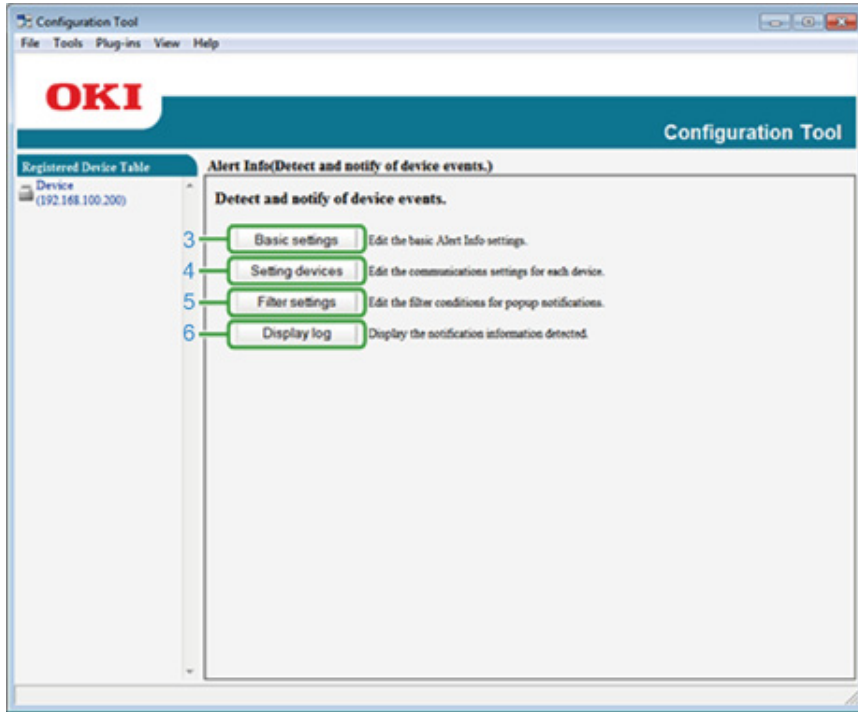 Configuration Tool
File Tools Plug-ins View Help
OKI
Configuration Tool
Registered Device Table
Device
(192.168.100.200)
Alert Info(Detect and notify of device events.)
Detect and notify of device events.
3 Basic settings Edit the basic Alert Info settings.
4 Setting devices Edit the communications settings for each device.
5 Filter settings Edit the filter conditions for popup notifications.
6 Display log Display the notification information detected.